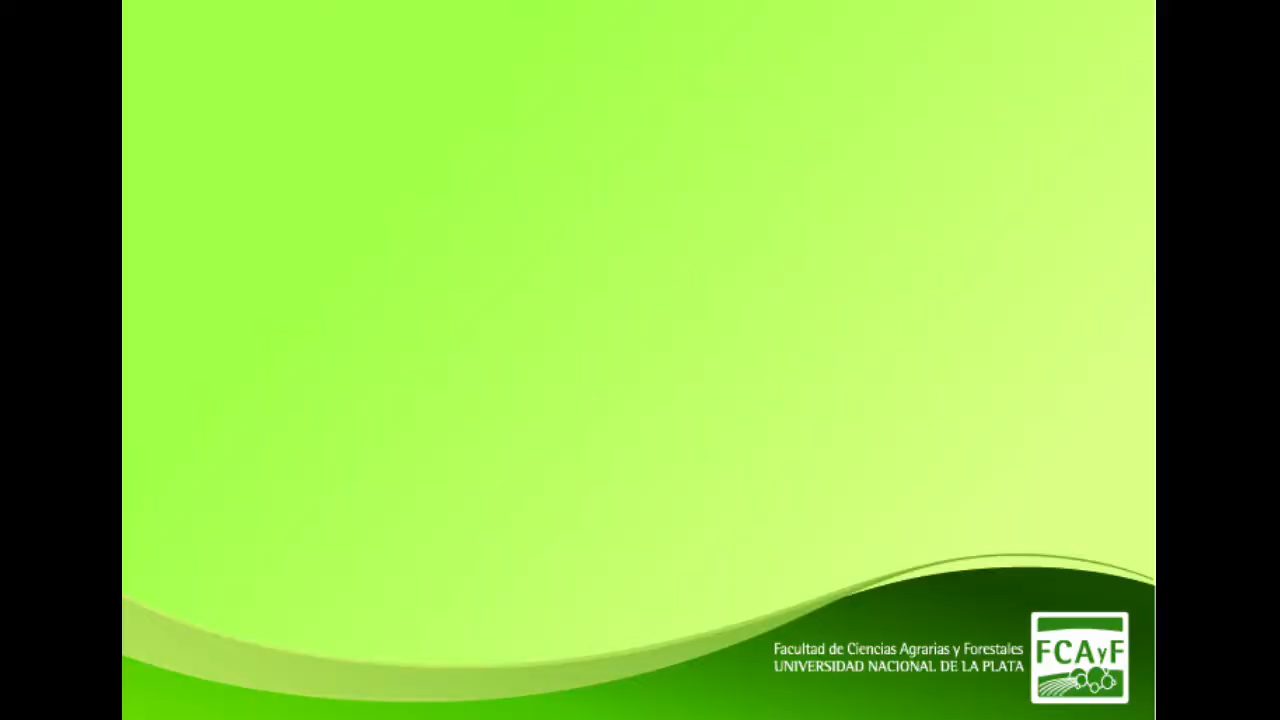 Facultad de Ciencias Agrarias y Forestales
UNIVERSIDAD NACIONAL DE LA PLATA
FCAyF